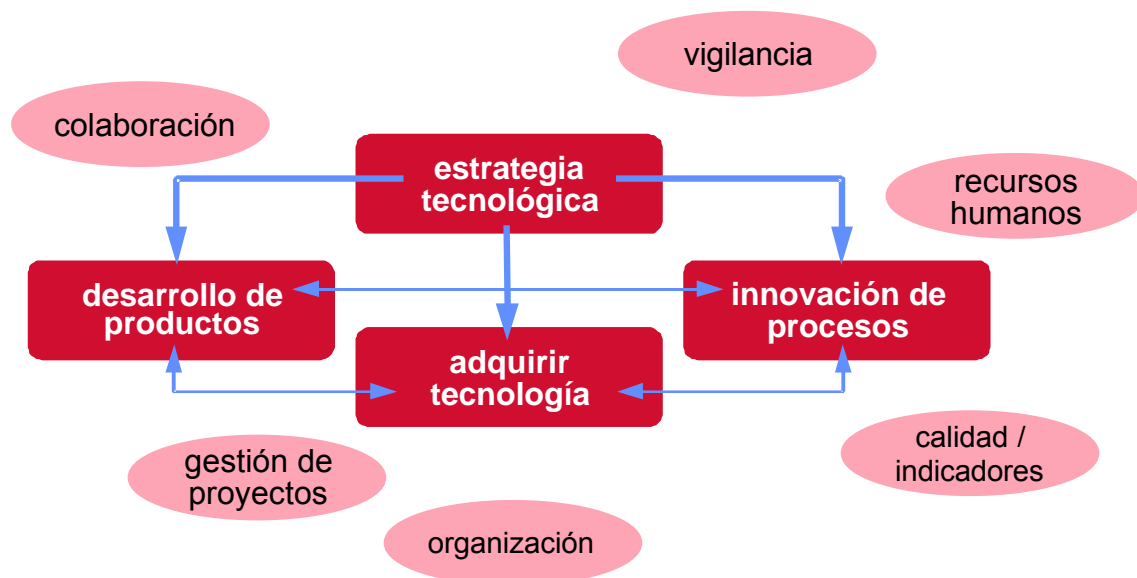 vigilancia
colaboración
estrategia
tecnológica
recursos
humanos
desarrollo de
productos
innovación de
procesos
adquirir
tecnología
gestión de
proyectos
calidad /
indicadores
organización